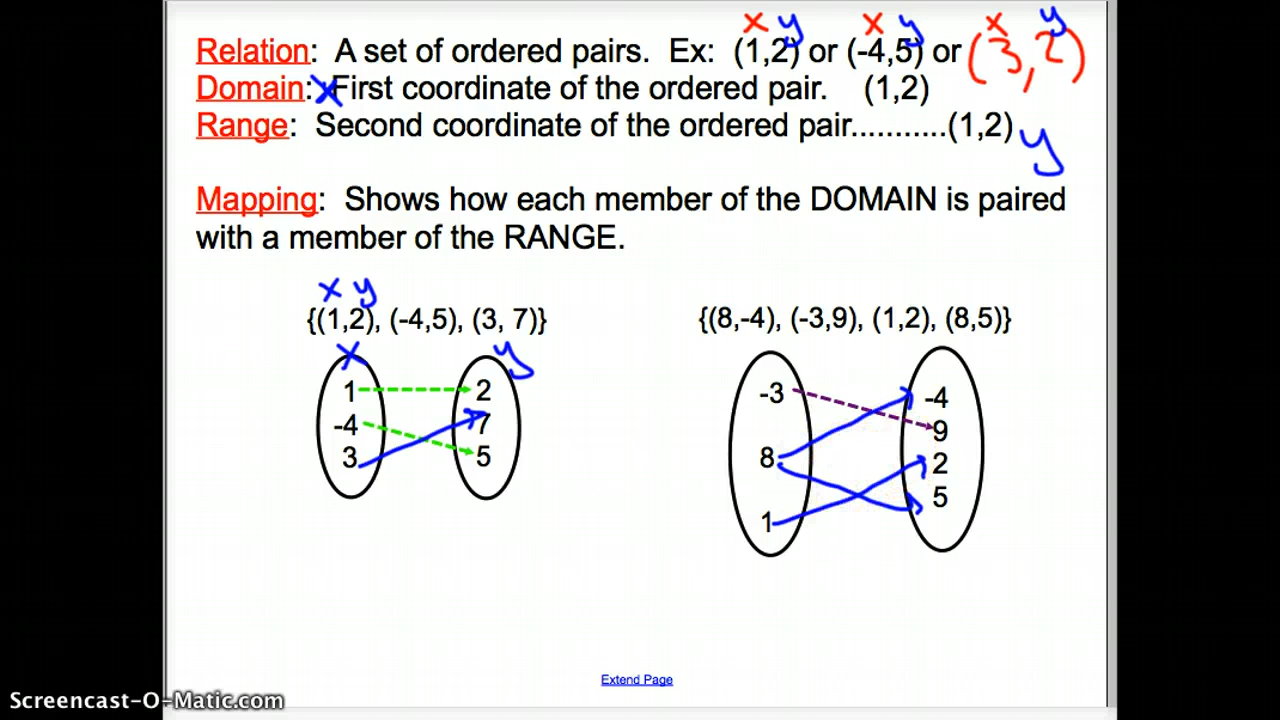 x y x y x y
Relation: A set of ordered pairs. Ex: (1,2) or (-4,5) or (3,2)
Domain: x First coordinate of the ordered pair. (1,2)
Range: Second coordinate of the ordered pair...........(1,2) y
Mapping: Shows how each member of the DOMAIN is paired
with a member of the RANGE.
x y
{(1,2), (-4,5), (3, 7)}
x y
1 2
-4 7
3 5
{(8,-4), (-3,9), (1,2), (8,5)}
-3 -4
9
8 2
5
1
Extend Page
Screencast-O-Matic.com